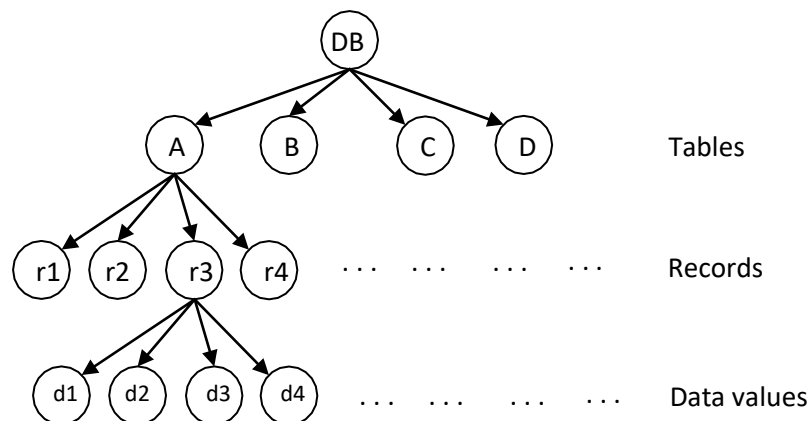 DB
A B C D Tables
r1 r2 r3 r4 ... ... ... ... Records
d1 d2 d3 d4 ... ... ... ... Data values